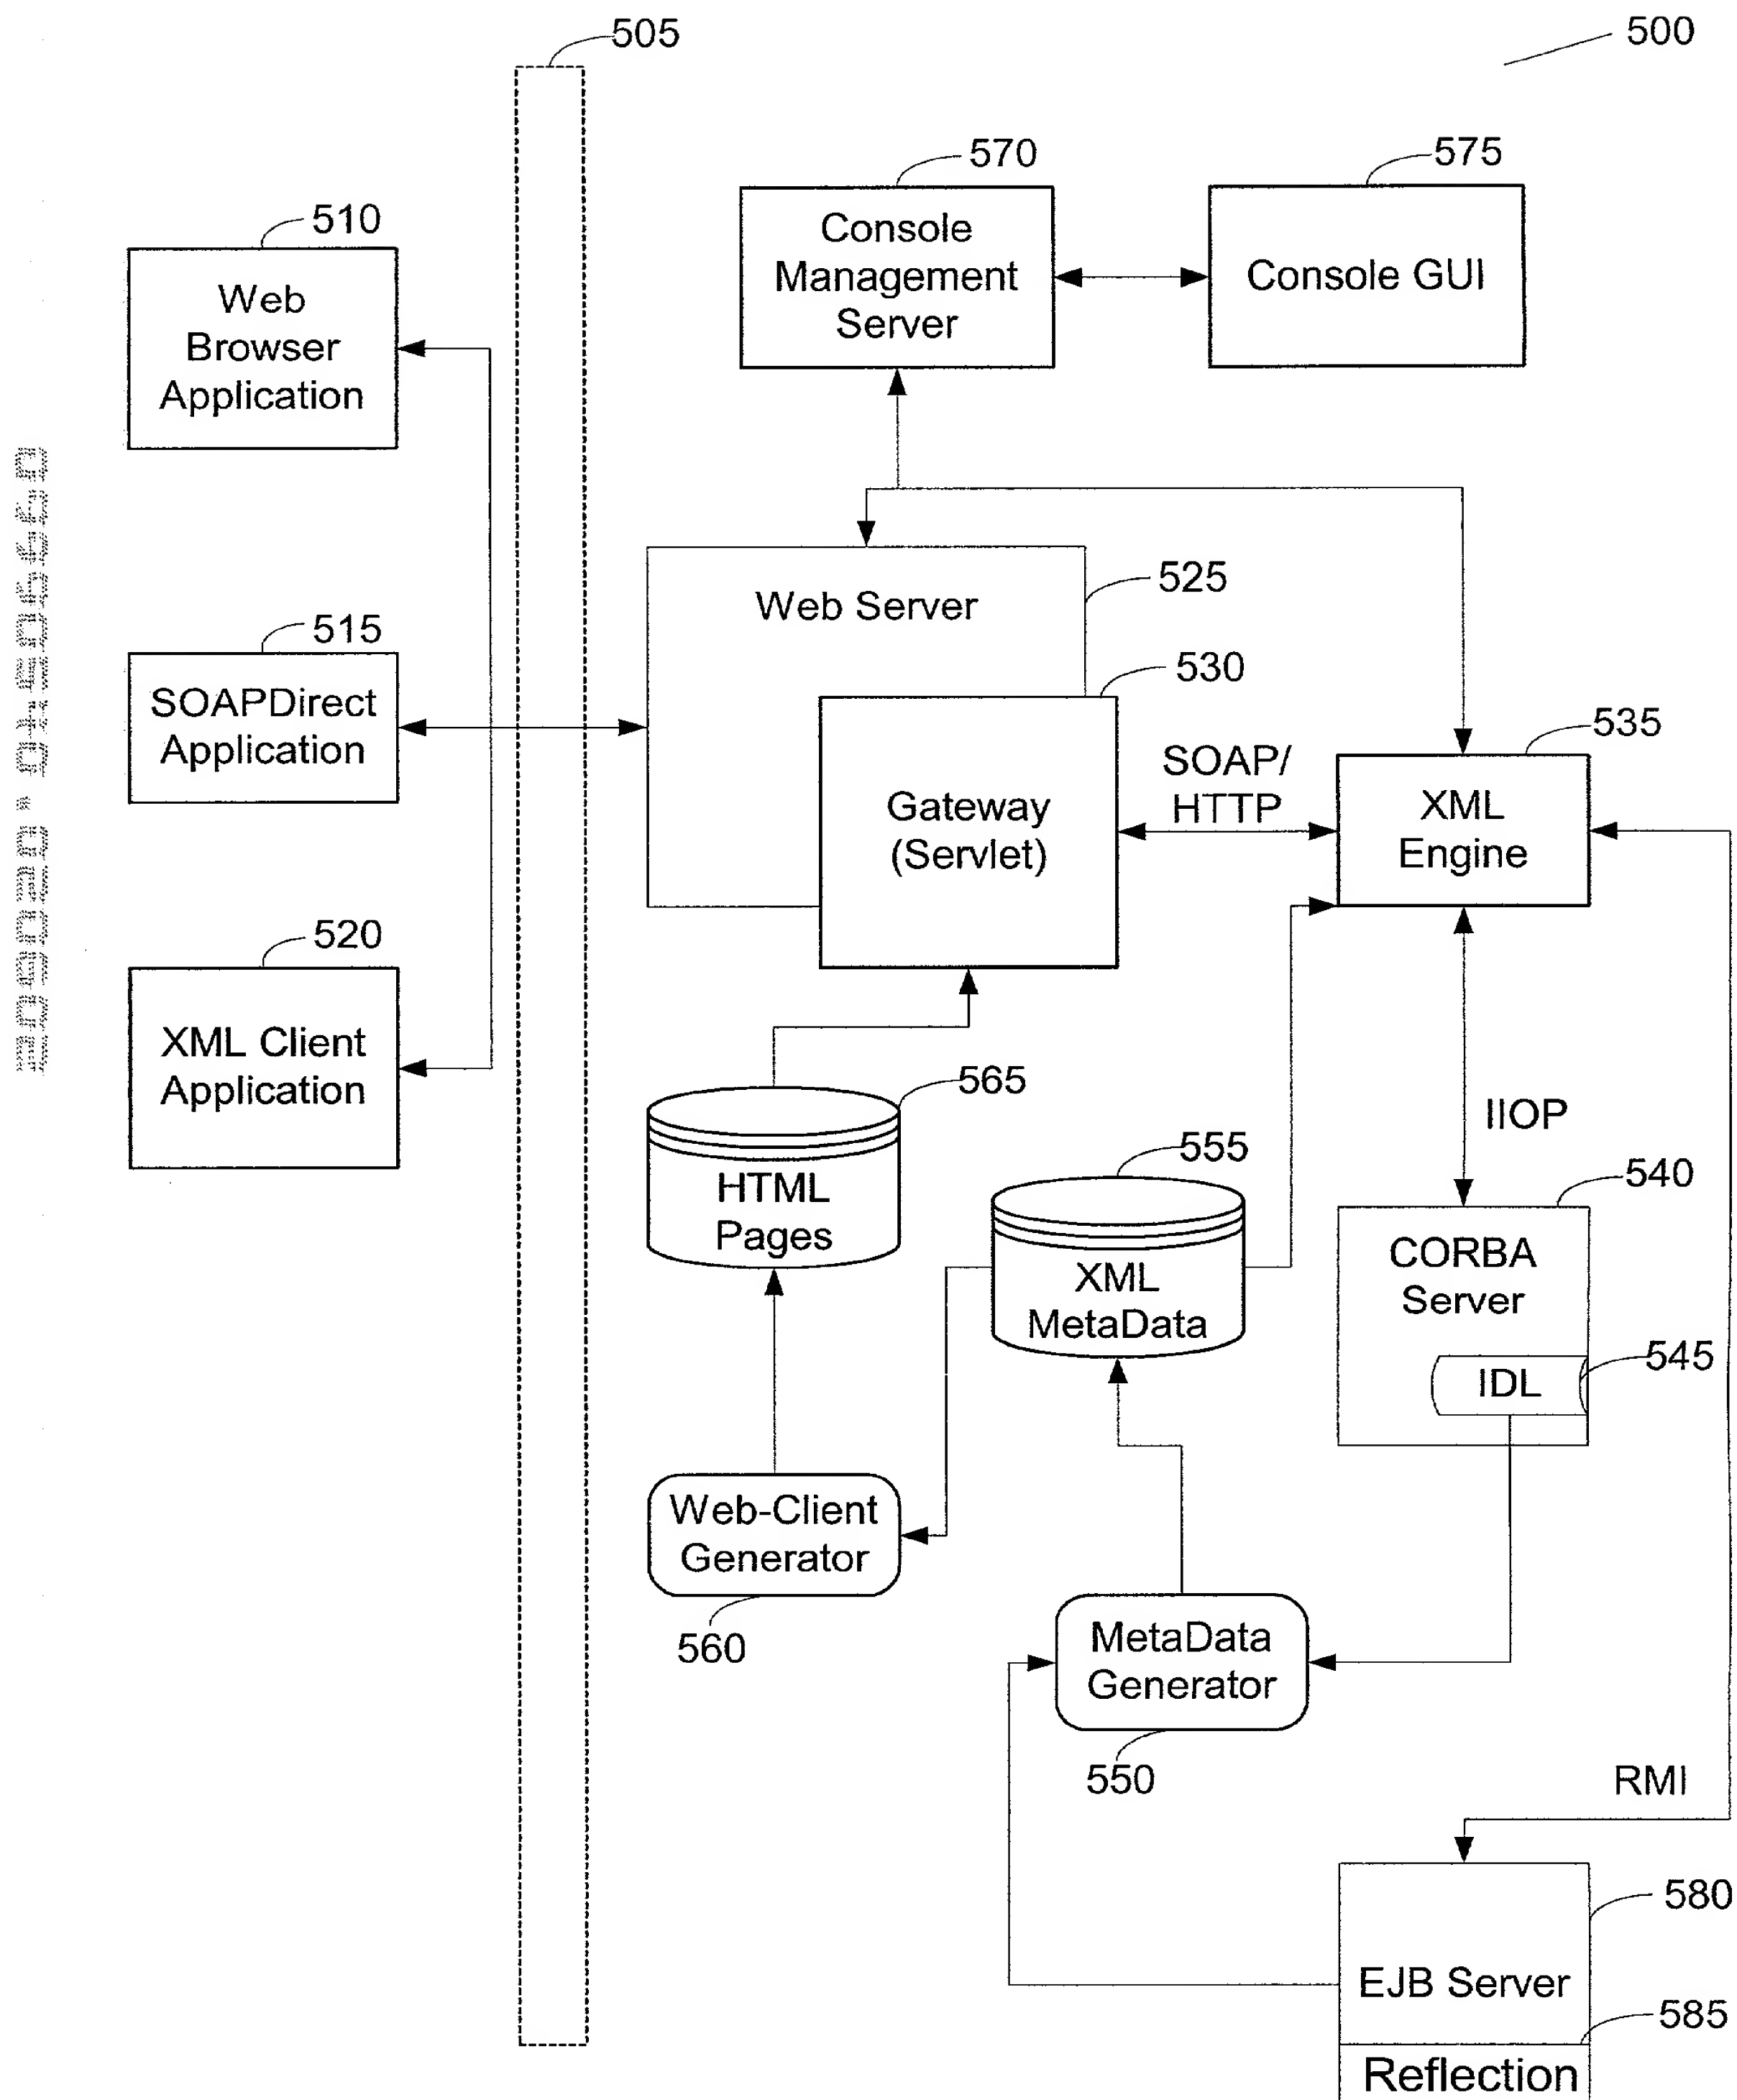 505
500
570
575
510
Console
Management
Server
Console GUI
Web
Browser
Application
525
Web Server
515
530
SOAPDirect
Application
535
SOAP/
HTTP
Gateway
(Servlet)
XML
Engine
520
XML Client
Application
565
IIOP
555
540
HTML
Pages
CORBA
Server
XML
MetaData
545
IDL
Web-Client
Generator
560
MetaData
Generator
550
RMI
580
EJB Server
585
Reflection